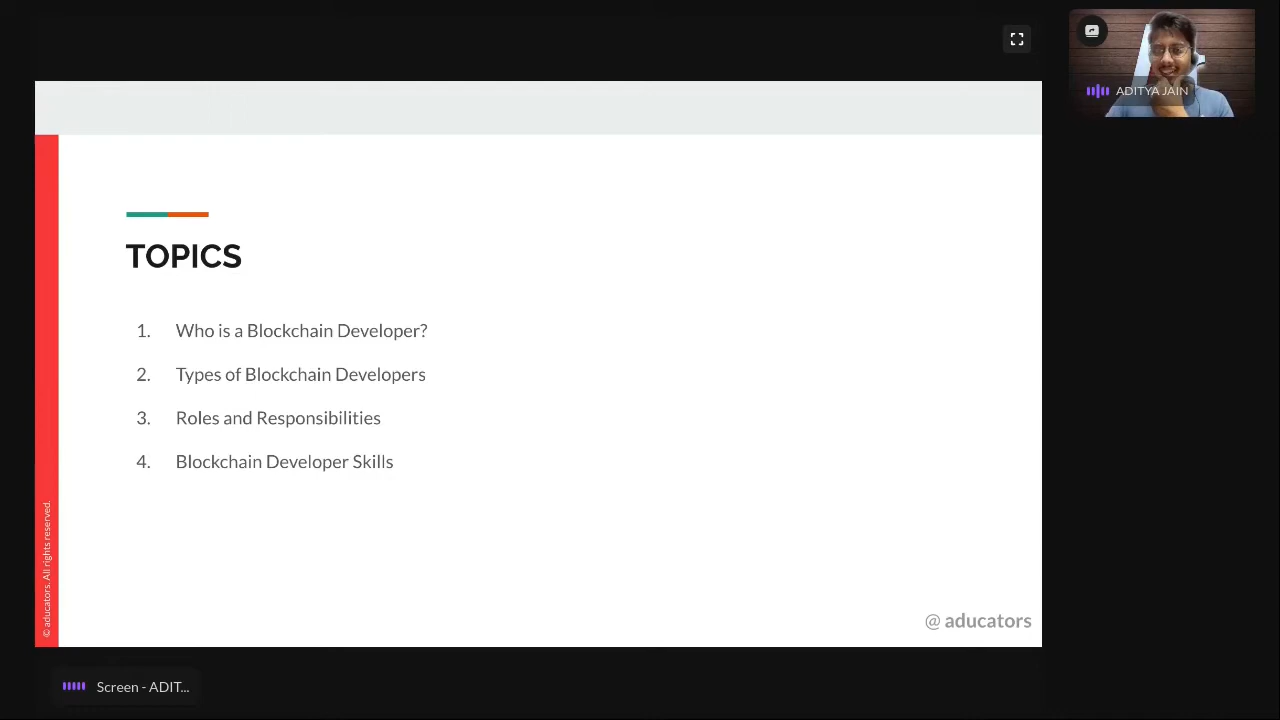 ADITYA JAIN
TOPICS
1. Who is a Blockchain Developer?
2. Types of Blockchain Developers
3. Roles and Responsibilities
4. Blockchain Developer Skills
© aducators. All rights reserved.
@ aducators
Screen - ADIT...